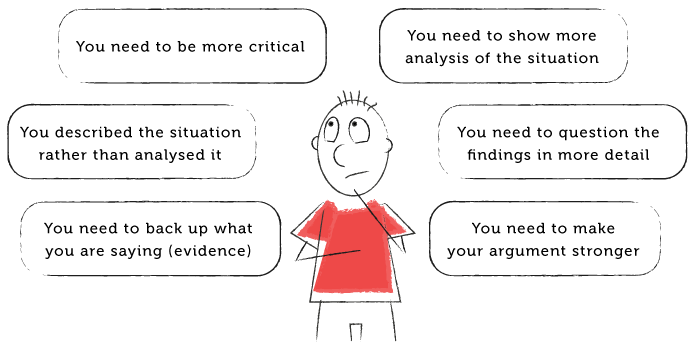 You need to be more critical
You need to show more
analysis of the situation
You described the situation
rather than analysed it
You need to question the
findings in more detail
You need to back up what
you are saying (evidence)
You need to make
your argument stronger